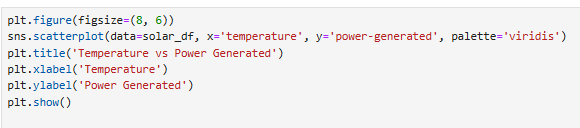 plt.figure(figsize=(8, 6))
sns.scatterplot(data=solar_df, x='temperature', y='power-generated', palette='viridis')
plt.title('Temperature vs Power Generated')
plt.xlabel('Temperature')
plt.ylabel('Power Generated')
plt.show()